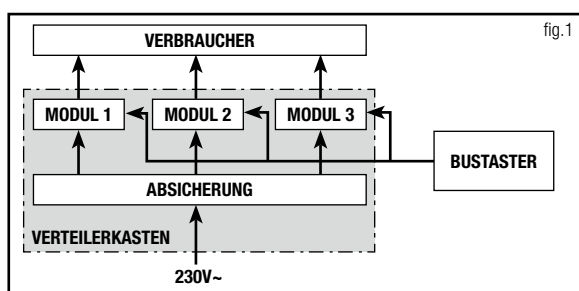 fig.1
VERBRAUCHER
MODUL 1 MODUL 2 MODUL 3
BUSTASTER
ABSICHERUNG
VERTEILERKASTEN
230V~